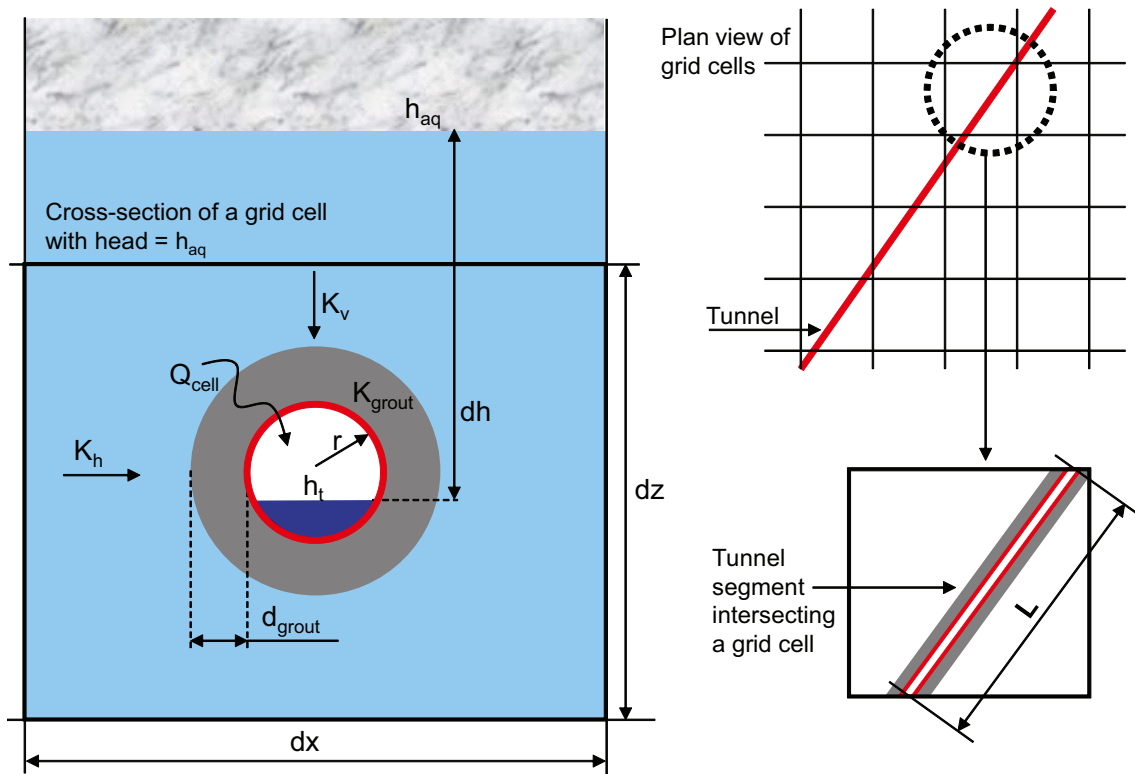 h_aq
Cross-section of a grid cell
with head = h_aq
K_v
Q_cell
K_grout
r
dh
K_h
h_t
dz
d_grout
dx
Plan view of
grid cells
Tunnel
Tunnel
segment
intersecting
a grid cell
L